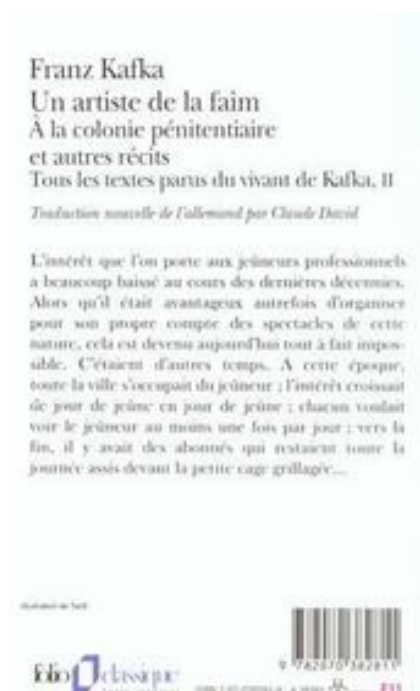 Franz Kafka
Un artiste de la faim
À la colonie pénitentiaire
et autres récits
Tous les textes parus du vivant de Kafka, II
Traduction nouvelle de l'allemand par Claude David
L'intérêt que l'on porte aux jeûneurs professionnels
a beaucoup baissé au cours des dernières décennies.
Alors qu'il était avantageux autrefois d'organiser
pour son propre compte des spectacles de cette
nature, cela est devenu aujourd'hui tout à fait impos-
sible. C'étaient d'autres temps. A cette époque,
toute la ville s'occupait du jeûneur ; l'intérêt croissait
de jour de jeûne en jour de jeûne ; chacun voulait
voir le jeûneur au moins une fois par jour ; vers la
fin, il y avait des abonnés qui restaient toute la
journée assis devant la petite cage grillagée...
9 782070 382811
folio classique